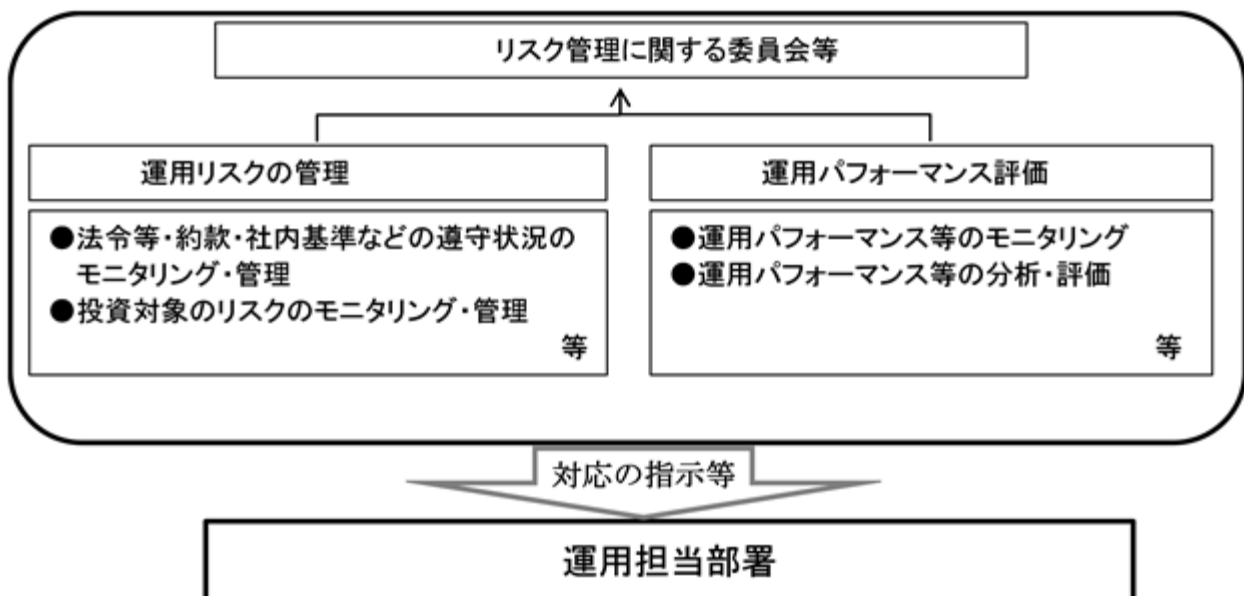 リスク管理に関する委員会等
運用リスクの管理
●法令等・約款・社内基準などの遵守状況の
モニタリング・管理
●投資対象のリスクのモニタリング・管理
等
運用パフォーマンス評価
●運用パフォーマンス等のモニタリング
●運用パフォーマンス等の分析・評価
等
対応の指示等
運用担当部署